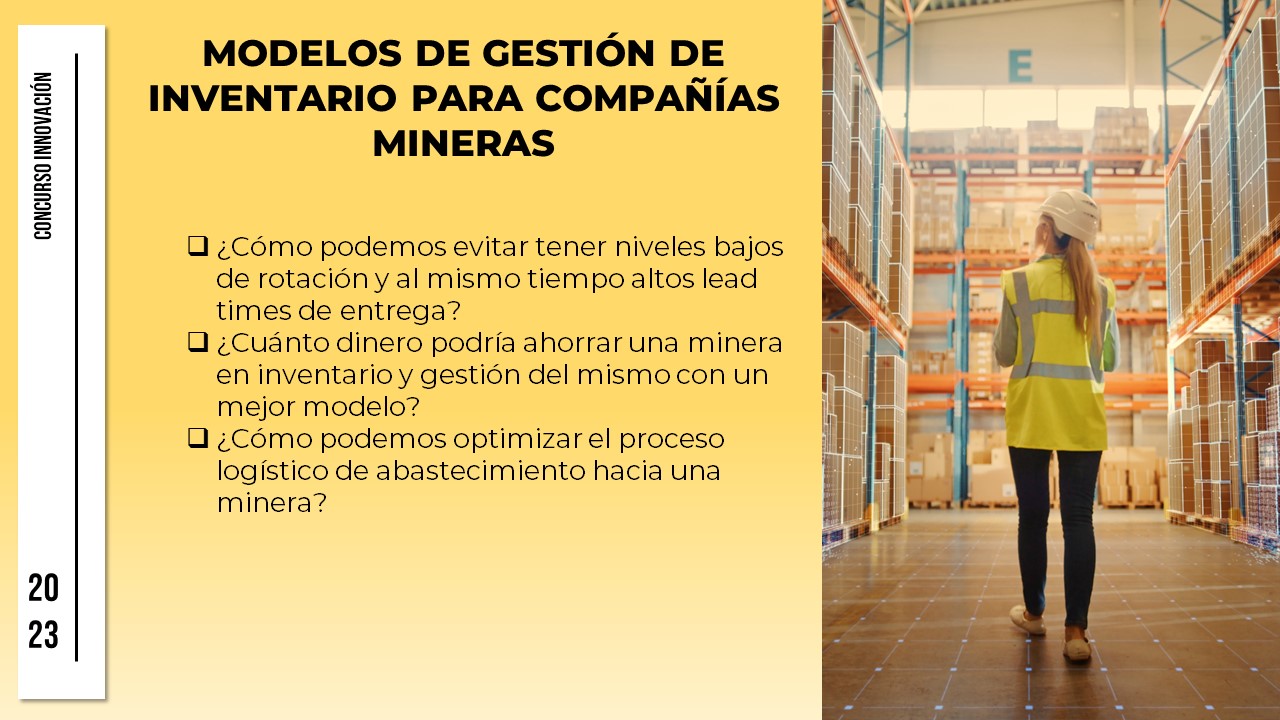 CONCURSO INNOVACIÓN
20
23
MODELOS DE GESTIÓN DE
INVENTARIO PARA COMPAÑÍAS
MINERAS
❑ ¿Cómo podemos evitar tener niveles bajos
de rotación y al mismo tiempo altos lead
times de entrega?
❑ ¿Cuánto dinero podría ahorrar una minera
en inventario y gestión del mismo con un
mejor modelo?
❑ ¿Cómo podemos optimizar el proceso
logístico de abastecimiento hacia una
minera?
E